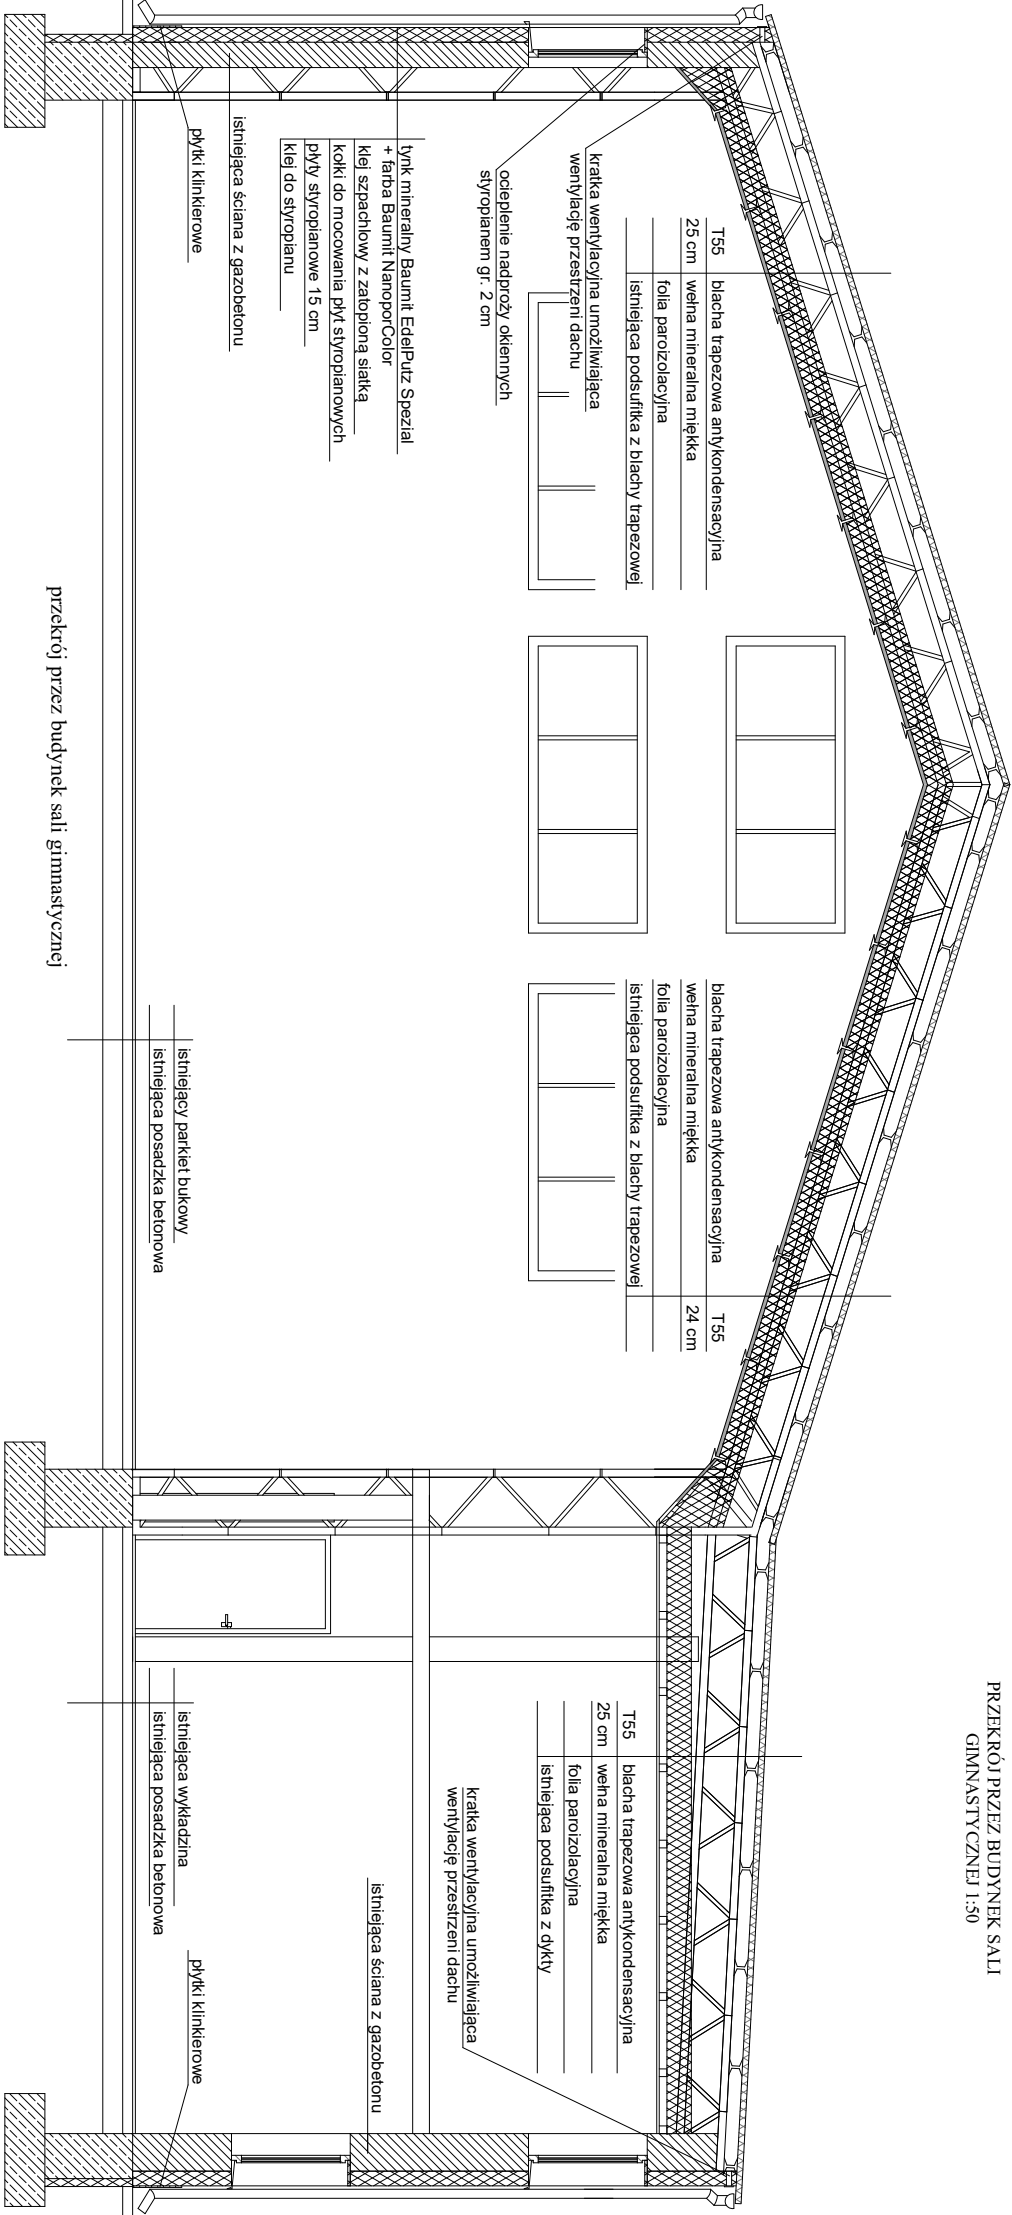 PRZEKRÓJ PRZEZ BUDYNEK SALI
GIMNASTYCZNEJ 1:50
T55 blacha trapezowa antykondensacyjna
25 cm wełna mineralna miękka
folia paroizolacyjna
istniejąca podsufitka z blachy trapezowej
kratka wentylacyjna umożliwiająca
wentylację przestrzeni dachu
ocieplenie nadproży okiennych
styropianem gr. 2 cm
tynk mineralny Baumit EdelPutz Spezial
+ farba Baumit NanoporColor
klej szpachlowy z zatopioną siatką
kołki do mocowania płyt styropianowych
płyty styropianowe 15 cm
klej do styropianu
istniejąca ściana z gazobetonu
płytki klinkierowe
blacha trapezowa antykondensacyjna T55
wełna mineralna miękka 24 cm
folia paroizolacyjna
istniejąca podsufitka z blachy trapezowej
istniejący parkiet bukowy
istniejąca posadzka betonowa
T55 blacha trapezowa antykondensacyjna
25 cm wełna mineralna miękka
folia paroizolacyjna
istniejąca podsufitka z dykty
kratka wentylacyjna umożliwiająca
wentylację przestrzeni dachu
istniejąca ściana z gazobetonu
istniejąca wykładzina
istniejąca posadzka betonowa
płytki klinkierowe
przekrój przez budynek sali gimnastycznej